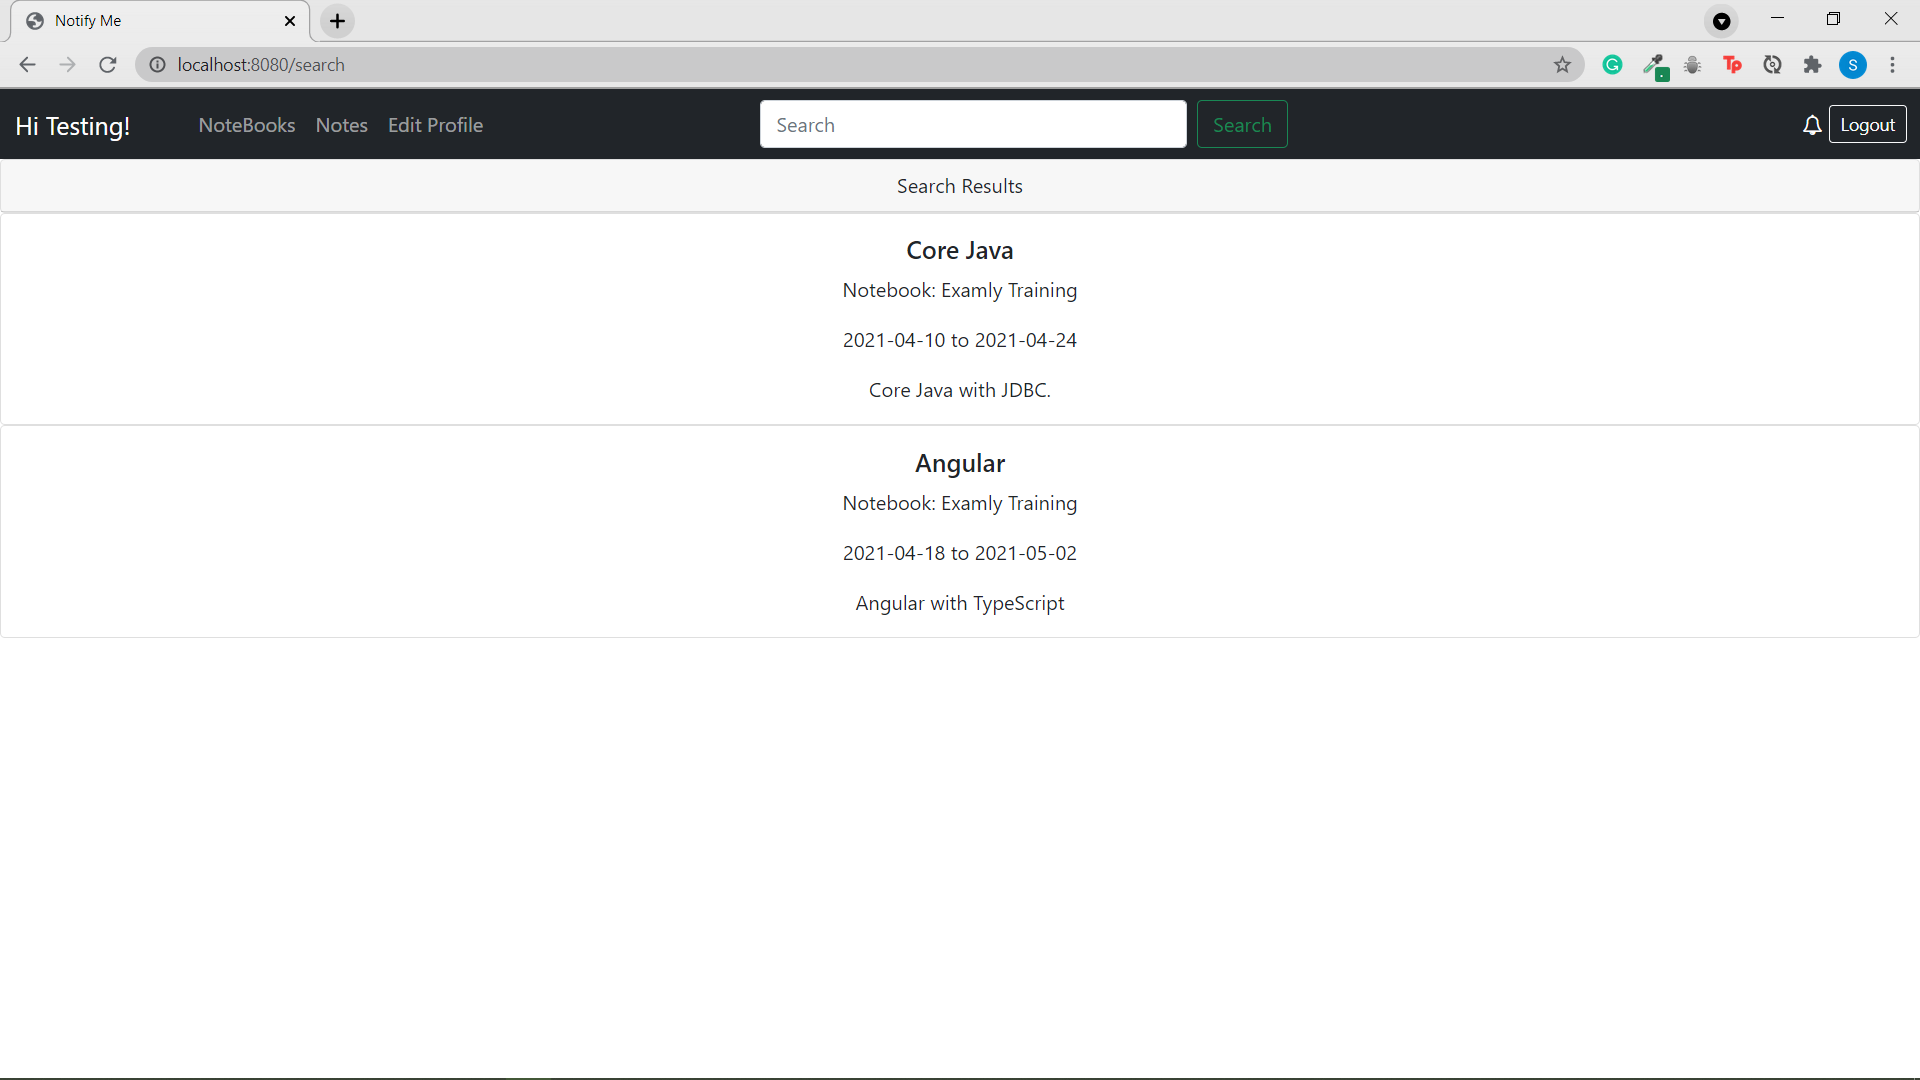 Notify Me
localhost:8080/search
S
Hi Testing!
NoteBooks Notes Edit Profile
Search
Search
Logout
Search Results
Core Java
Notebook: Examly Training
2021-04-10 to 2021-04-24
Core Java with JDBC.
Angular
Notebook: Examly Training
2021-04-18 to 2021-05-02
Angular with TypeScript